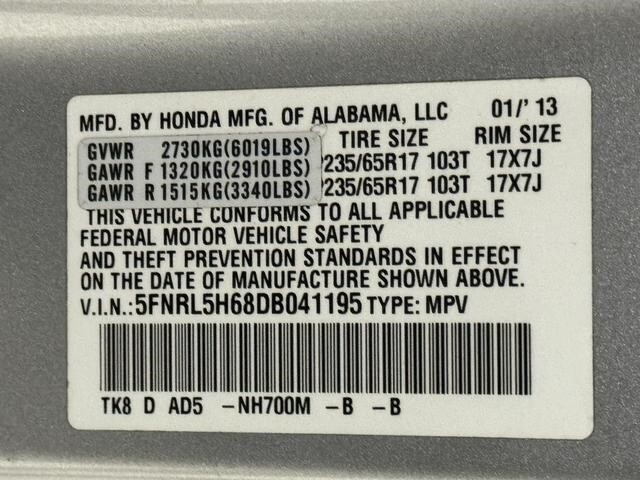 MFD. BY HONDA MFG. OF ALABAMA, LLC 01/'13
TIRE SIZE RIM SIZE
GVWR 2730KG(6019LBS)
GAWR F 1320KG(2910LBS) P235/65R17 103T 17X7J
GAWR R 1515KG(3340LBS) P235/65R17 103T 17X7J
THIS VEHICLE CONFORMS TO ALL APPLICABLE
FEDERAL MOTOR VEHICLE SAFETY
AND THEFT PREVENTION STANDARDS IN EFFECT
ON THE DATE OF MANUFACTURE SHOWN ABOVE.
V.I.N.:5FNRL5H68DB041195 TYPE: MPV
TK8 D AD5 -NH700M -B -B